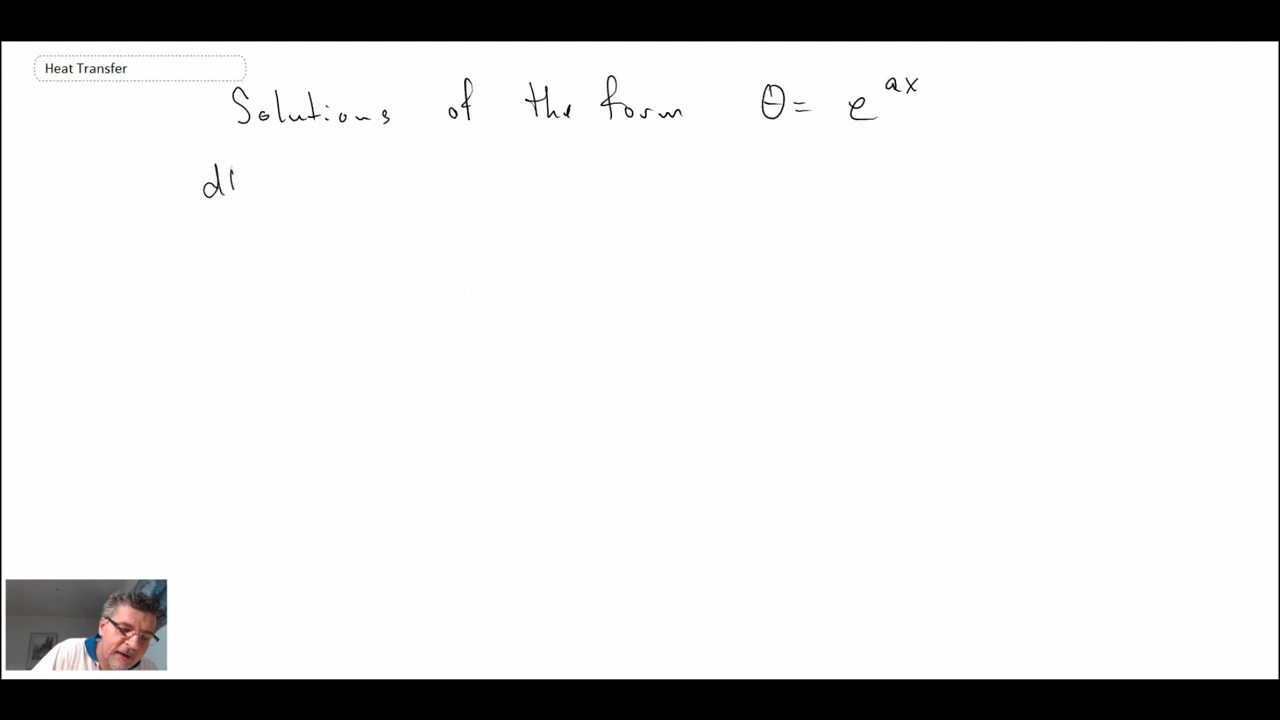 Heat Transfer
Solutions of the form θ = e^{ax}
d